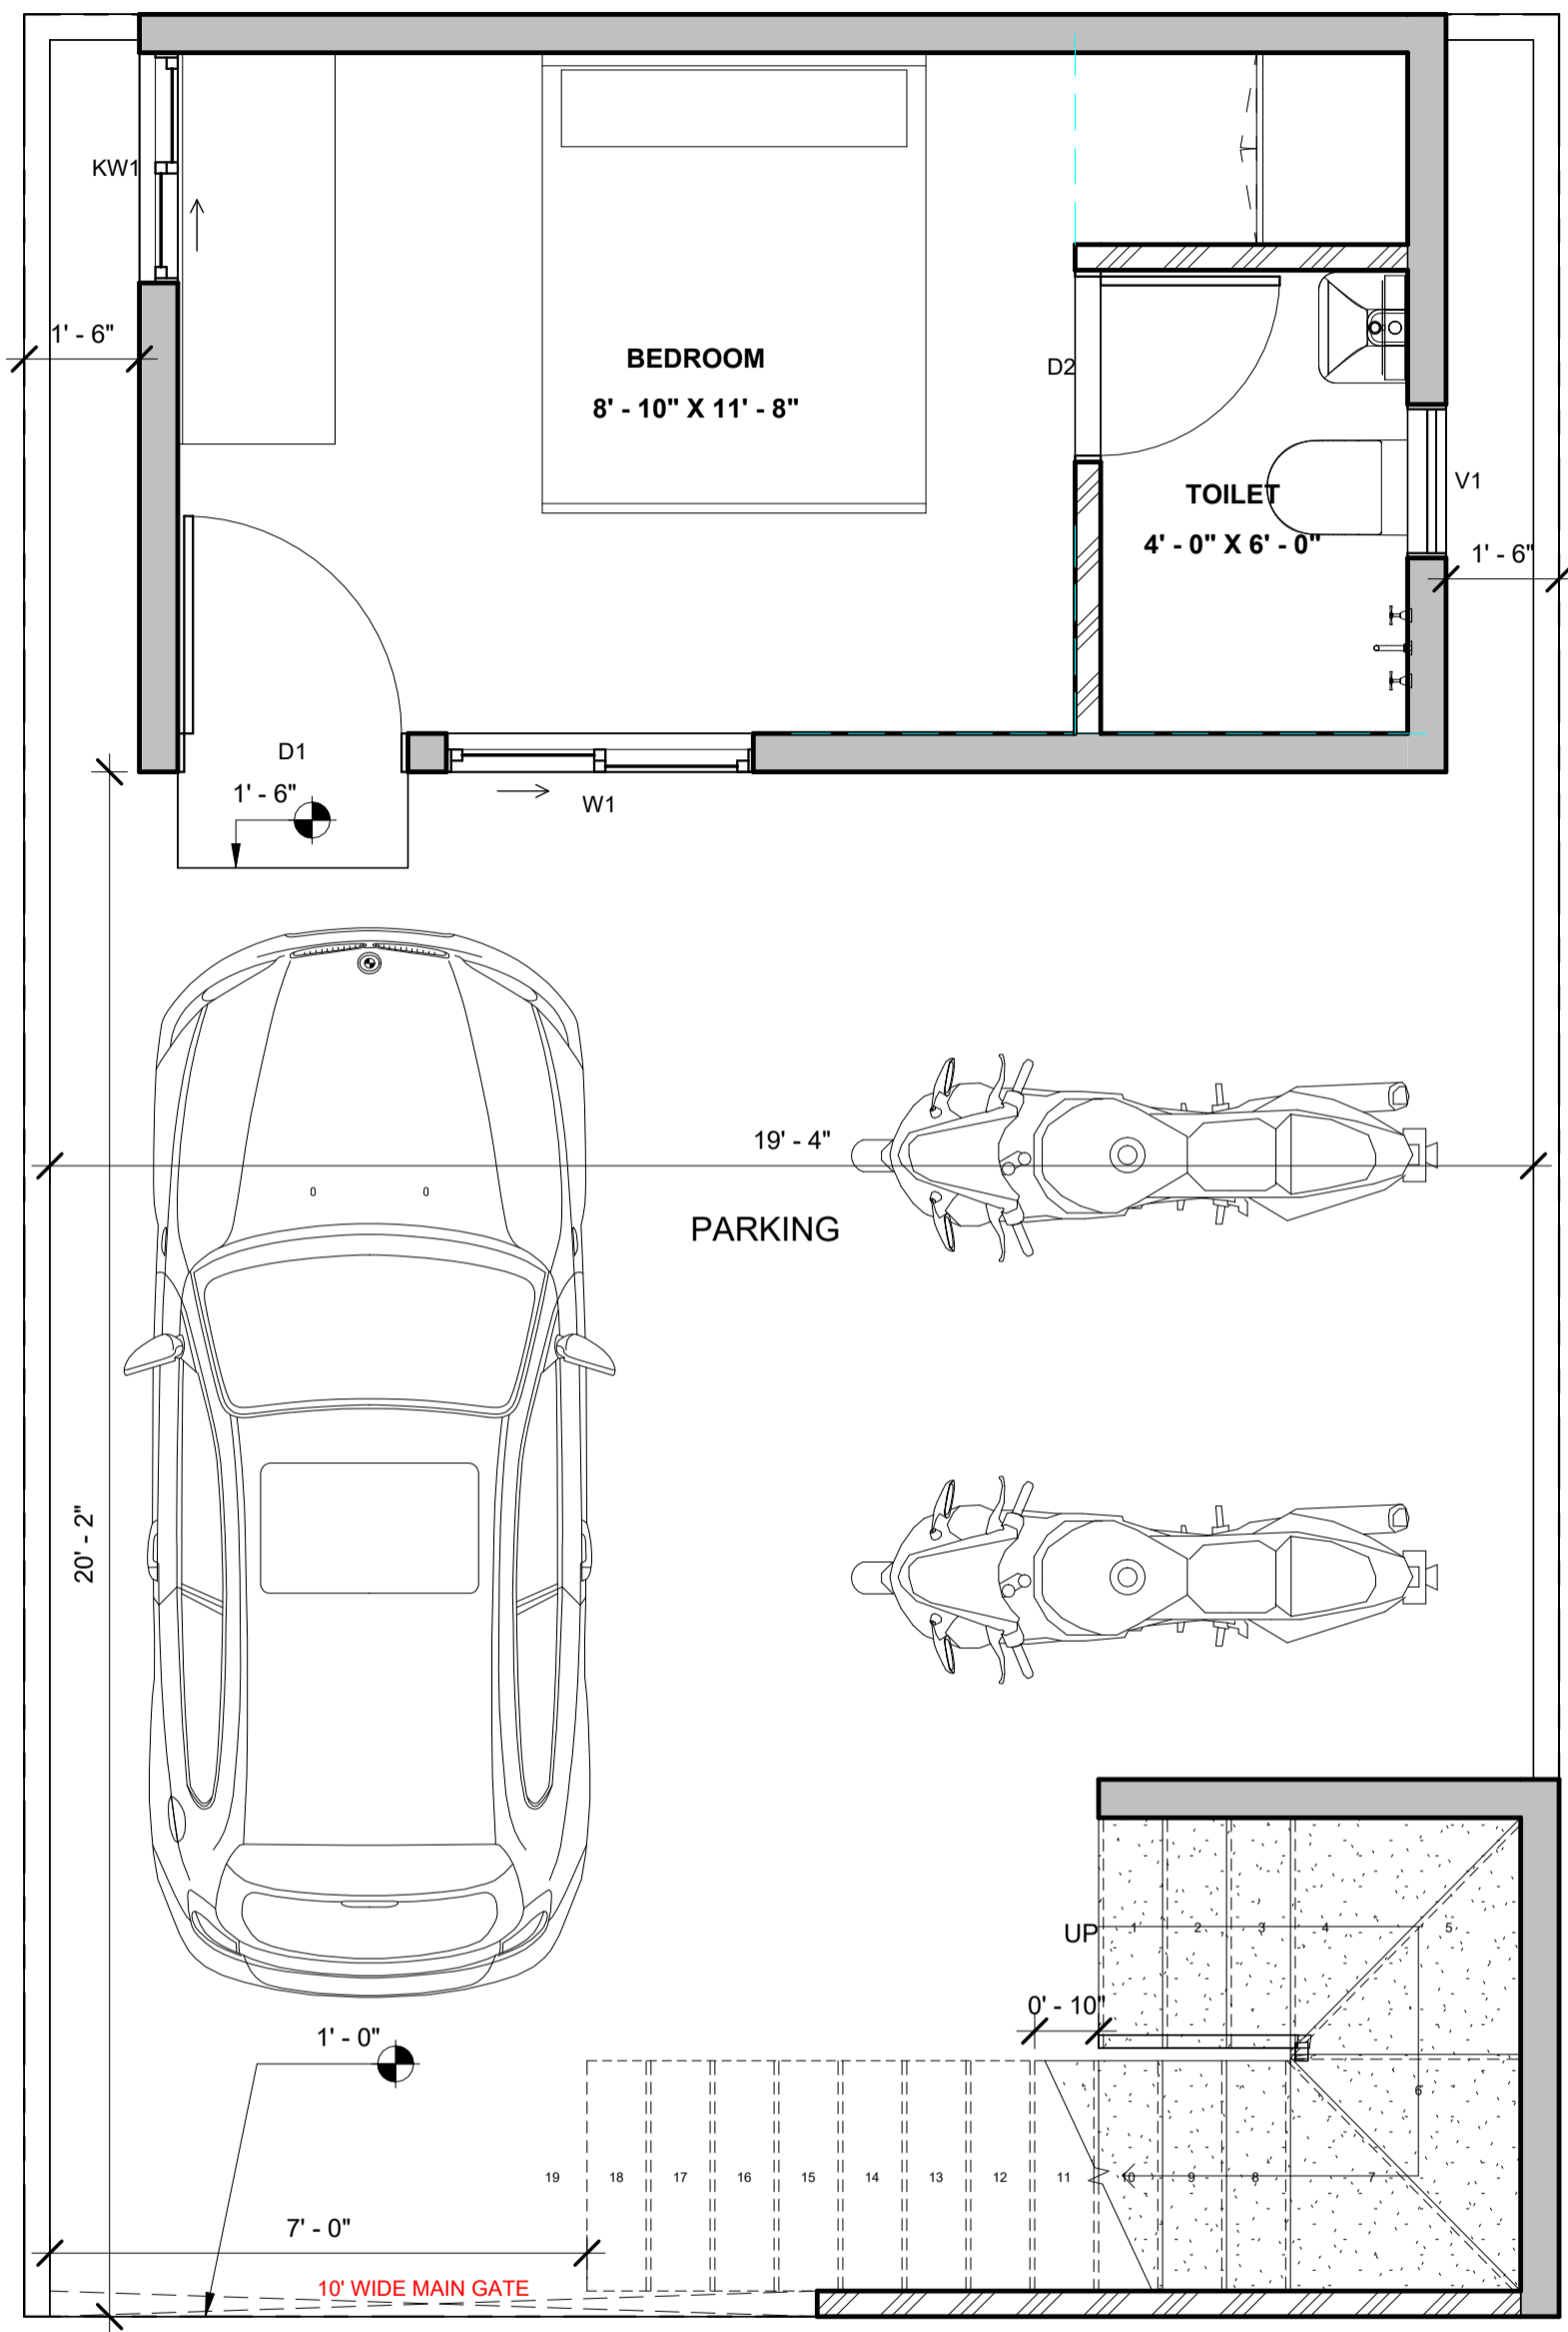 KW1
1' - 6"
BEDROOM
8' - 10" X 11' - 8"
D2
TOILET
4' - 0" X 6' - 0"
V1
1' - 6"
D1
1' - 6"
W1
19' - 4"
0 0
PARKING
20' - 2"
UP
1 2 3 4 5
0' - 10"
1' - 0"
6
19 18 17 16 15 14 13 12 11 10 9 8 7
7' - 0"
10' WIDE MAIN GATE